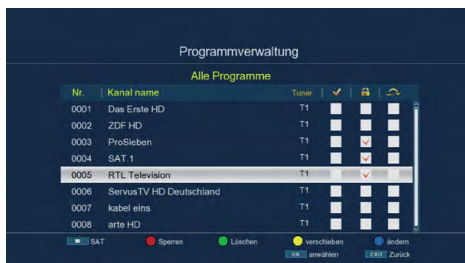 Programmverwaltung
Alle Programme
Nr. | Kanal name Tuner | |
0001 Das Erste HD T1
0002 ZDF HD T1
0003 ProSieben T1
0004 SAT.1 T1
0005 RTL Television T1
0006 ServusTV HD Deutschland T1
0007 kabel eins T1
0008 arte HD T1
SAT Sperren Löschen verschieben ändern
OK anwählen EXIT Zurück